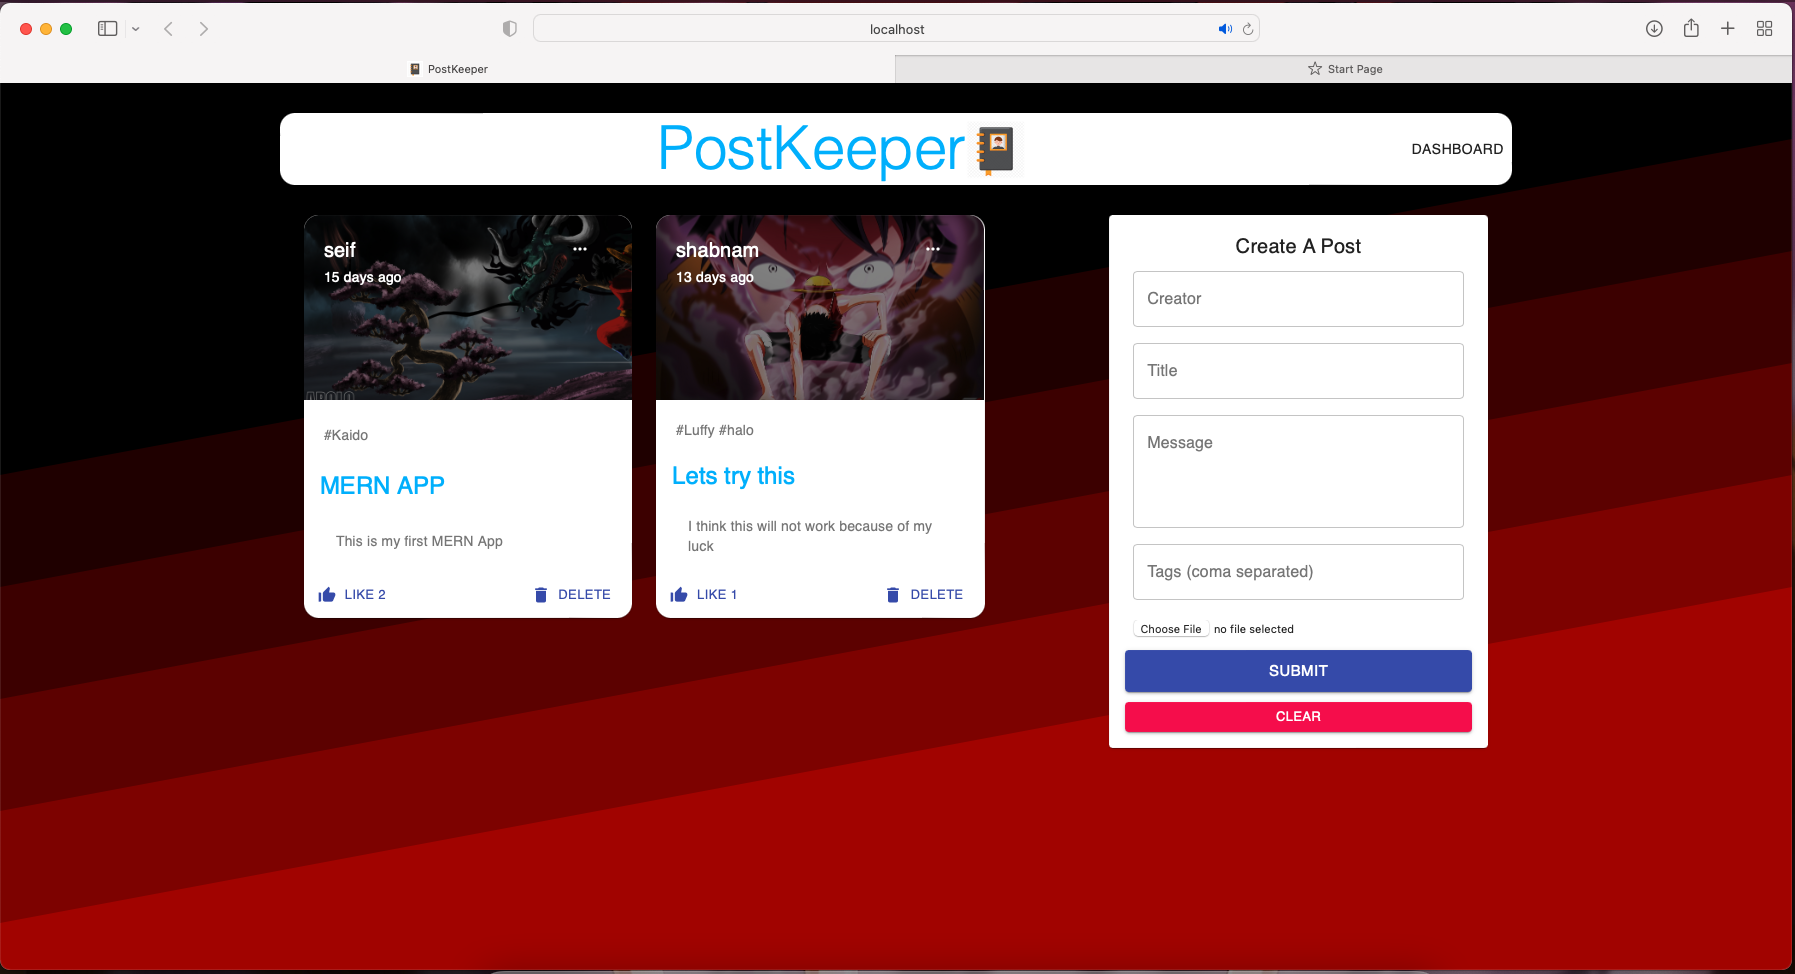 localhost
PostKeeper
Start Page
PostKeeper
DASHBOARD
seif
15 days ago
#Kaido
MERN APP
This is my first MERN App
LIKE 2
DELETE
shabnam
13 days ago
#Luffy #halo
Lets try this
I think this will not work because of my
luck
LIKE 1
DELETE
Create A Post
Creator
Title
Message
Tags (coma separated)
Choose File no file selected
SUBMIT
CLEAR